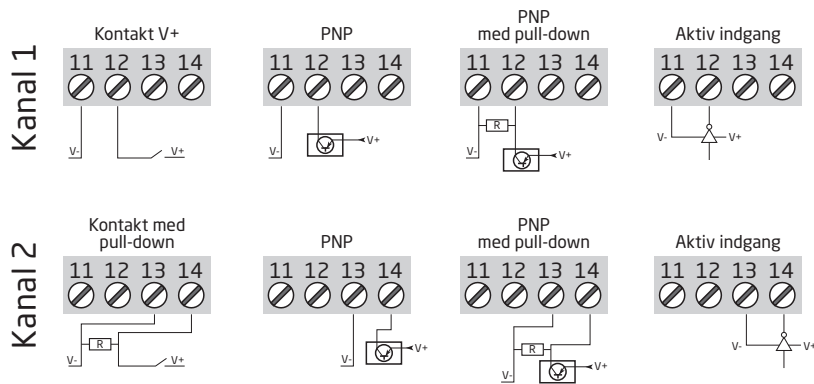 Kanal 1
Kontakt V+
11 12 13 14
V- V+
PNP
11 12 13 14
V- V+
PNP
med pull-down
11 12 13 14
R
V- V+
Aktiv indgang
11 12 13 14
V- V+
Kanal 2
Kontakt med
pull-down
11 12 13 14
R
V- V+
PNP
11 12 13 14
V- V+
PNP
med pull-down
11 12 13 14
R
V- V+
Aktiv indgang
11 12 13 14
V- V+